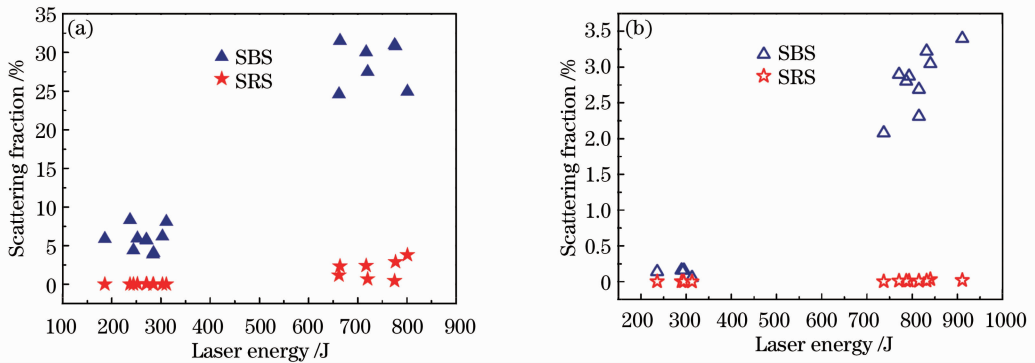 (a)
SBS
SRS
Scattering fraction /%
35
30
25
20
15
10
5
0
100 200 300 400 500 600 700 800 900
Laser energy /J
(b)
SBS
SRS
Scattering fraction /%
3.5
3.0
2.5
2.0
1.5
1.0
0.5
0
200 300 400 500 600 700 800 900 1000
Laser energy /J